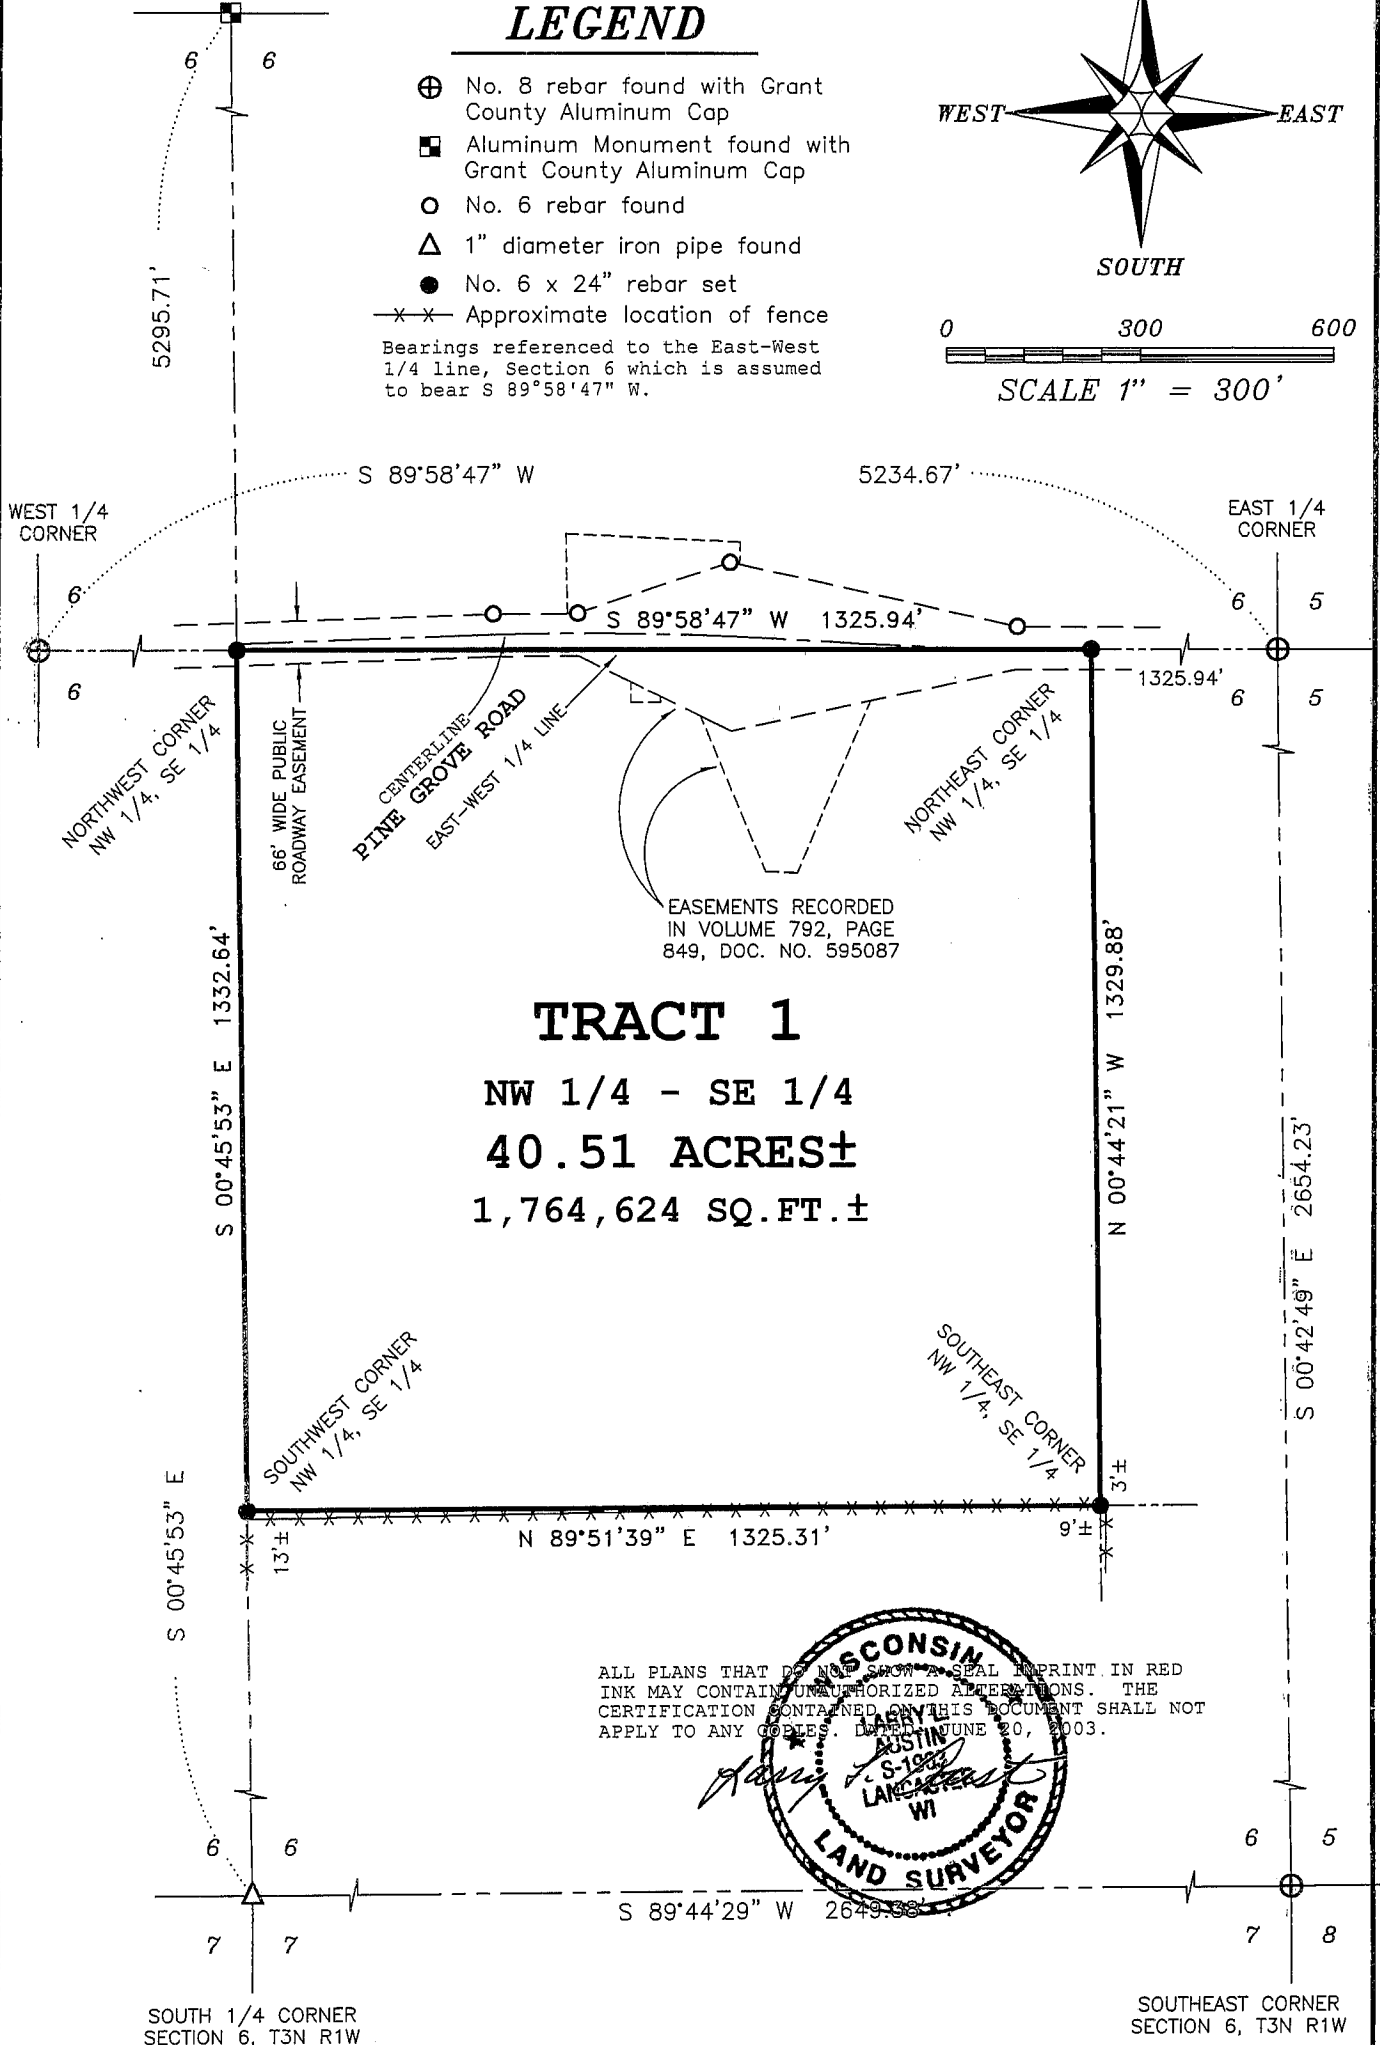 LEGEND
No. 8 rebar found with Grant
County Aluminum Cap
Aluminum Monument found with
Grant County Aluminum Cap
No. 6 rebar found
1" diameter iron pipe found
No. 6 x 24" rebar set
X X Approximate location of fence
Bearings referenced to the East-West
1/4 line, Section 6 which is assumed
to bear S 89°58'47" W.
WEST
EAST
SOUTH
0 300 600
SCALE 1" = 300'
6 6
5295.71'
S 89°58'47" W
5234.67'
WEST 1/4
CORNER
EAST 1/4
CORNER
6
6
6 5
6 5
S 89°58'47" W 1325.94'
1325.94'
NORTHWEST CORNER
NW 1/4, SE 1/4
66' WIDE PUBLIC
ROADWAY EASEMENT
CENTERLINE
PINE GROVE ROAD
EAST-WEST 1/4 LINE
NORTHEAST CORNER
NW 1/4, SE 1/4
EASEMENTS RECORDED
IN VOLUME 792, PAGE
849, DOC. NO. 595087
S 00°45'53" E 1332.64'
N 00°44'21" W 1329.88'
TRACT 1
NW 1/4 - SE 1/4
40.51 ACRES±
1,764,624 SQ.FT.±
S 00°42'49" E 2654.23'
SOUTHWEST CORNER
NW 1/4, SE 1/4
SOUTHEAST CORNER
NW 1/4, SE 1/4
3'±
13'±
9'±
N 89°51'39" E 1325.31'
S 00°45'53" E
ALL PLANS THAT DO NOT SHOW A SEAL IMPRINT IN RED
INK MAY CONTAIN UNAUTHORIZED ALTERATIONS. THE
CERTIFICATION CONTAINED ON THIS DOCUMENT SHALL NOT
APPLY TO ANY COPIES. DATED JUNE 20, 2003.
WISCONSIN
LARRY L.
AUSTIN
LANCASTER
WI
LAND SURVEYOR
6 6
7 7
6 5
7 8
S 89°44'29" W 2649.38'
SOUTH 1/4 CORNER
SECTION 6, T3N R1W
SOUTHEAST CORNER
SECTION 6, T3N R1W